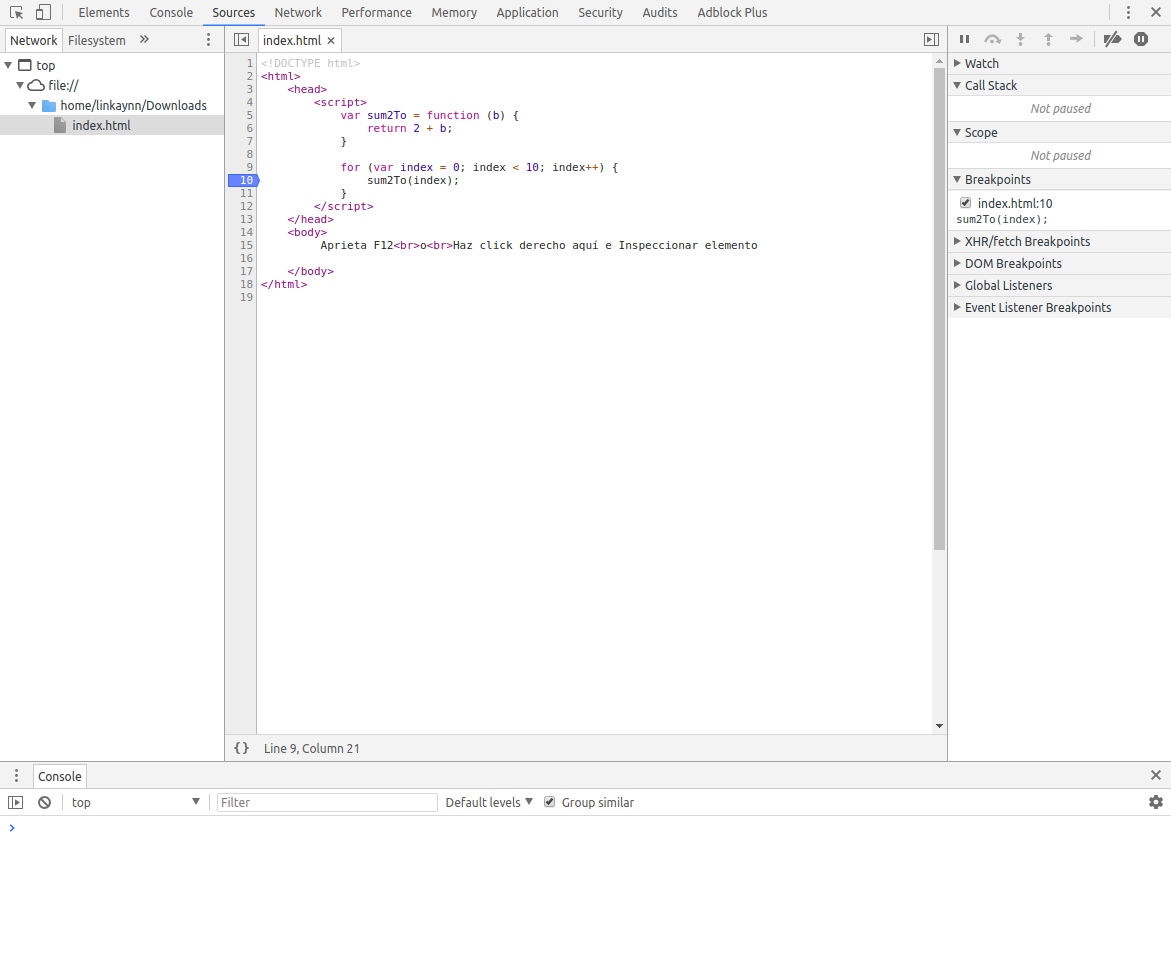 Elements Console Sources Network Performance Memory Application Security Audits Adblock Plus
Network Filesystem »
top
file://
home/linkaynn/Downloads
index.html
index.html ×
1 <!DOCTYPE html>
2 <html>
3     <head>
4         <script>
5             var sum2To = function (b) {
6                 return 2 + b;
7             }
8
9             for (var index = 0; index < 10; index++) {
10                 sum2To(index);
11             }
12         </script>
13     </head>
14     <body>
15          Aprieta F12<br>o<br>Haz click derecho aquí e Inspeccionar elemento
16
17     </body>
18 </html>
19
{} Line 9, Column 21
Watch
Call Stack
Not paused
Scope
Not paused
Breakpoints
index.html:10
sum2To(index);
XHR/fetch Breakpoints
DOM Breakpoints
Global Listeners
Event Listener Breakpoints
Console
top Filter Default levels Group similar
>